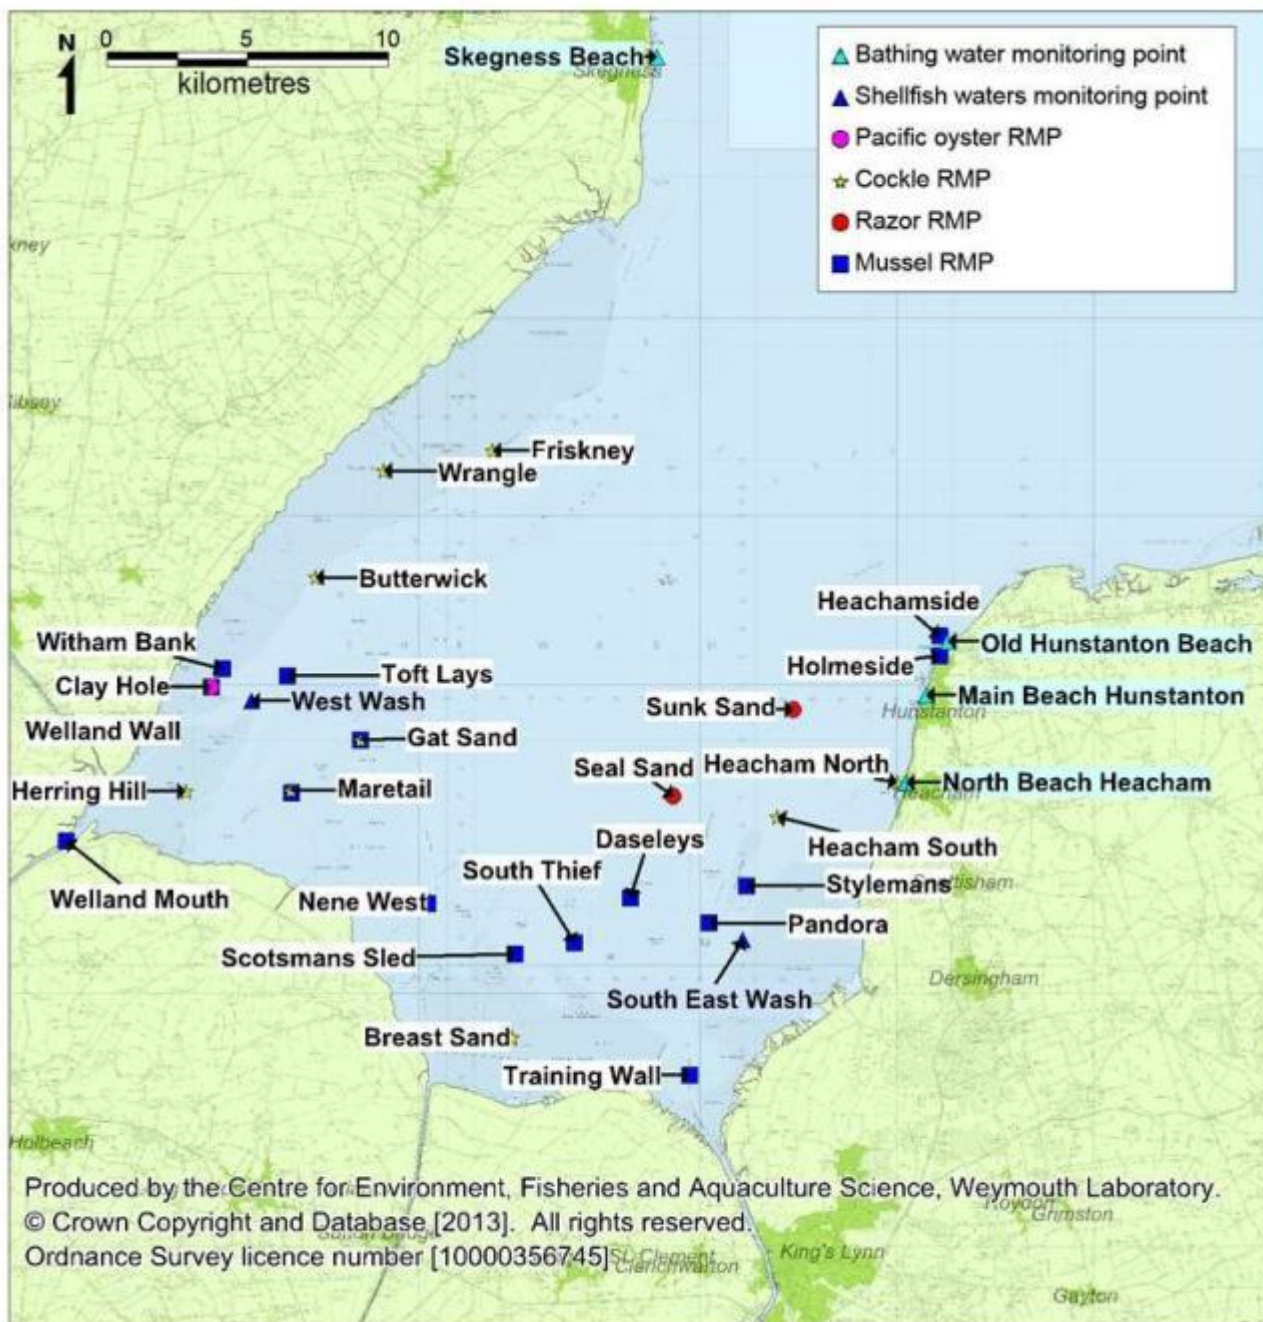 N
0 5 10
kilometres
Skegness Beach
Skegness
Bathing water monitoring point
Shellfish waters monitoring point
Pacific oyster RMP
Cockle RMP
Razor RMP
Mussel RMP
Friskney
Wrangle
Butterwick
Heachamside
Witham Bank
Old Hunstanton Beach
Toft Lays
Holmeside
Clay Hole
West Wash
Main Beach Hunstanton
Sunk Sand
Hunstanton
Welland Wall
Gat Sand
Seal Sand
Heacham North
North Beach Heacham
Heacham
Herring Hill
Maretail
Daseleys
Heacham South
South Thief
Welland Mouth
Stylemans
Nene West
Pandora
Scotsmans Sled
Dersingham
South East Wash
Breast Sand
Training Wall
Holbeach
Produced by the Centre for Environment, Fisheries and Aquaculture Science, Weymouth Laboratory.
© Crown Copyright and Database [2013]. All rights reserved.
Ordnance Survey licence number [10000356745]
Roydon
Grimston
King's Lynn
Gayton